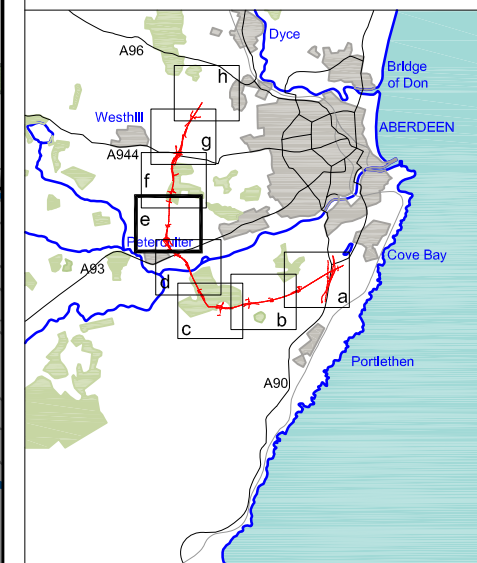 Dyce
A96
Bridge
of Don
h
Westhill
ABERDEEN
g
A944
f
e
Peterculter
Cove Bay
A93
d
a
b
c
Portlethen
A90